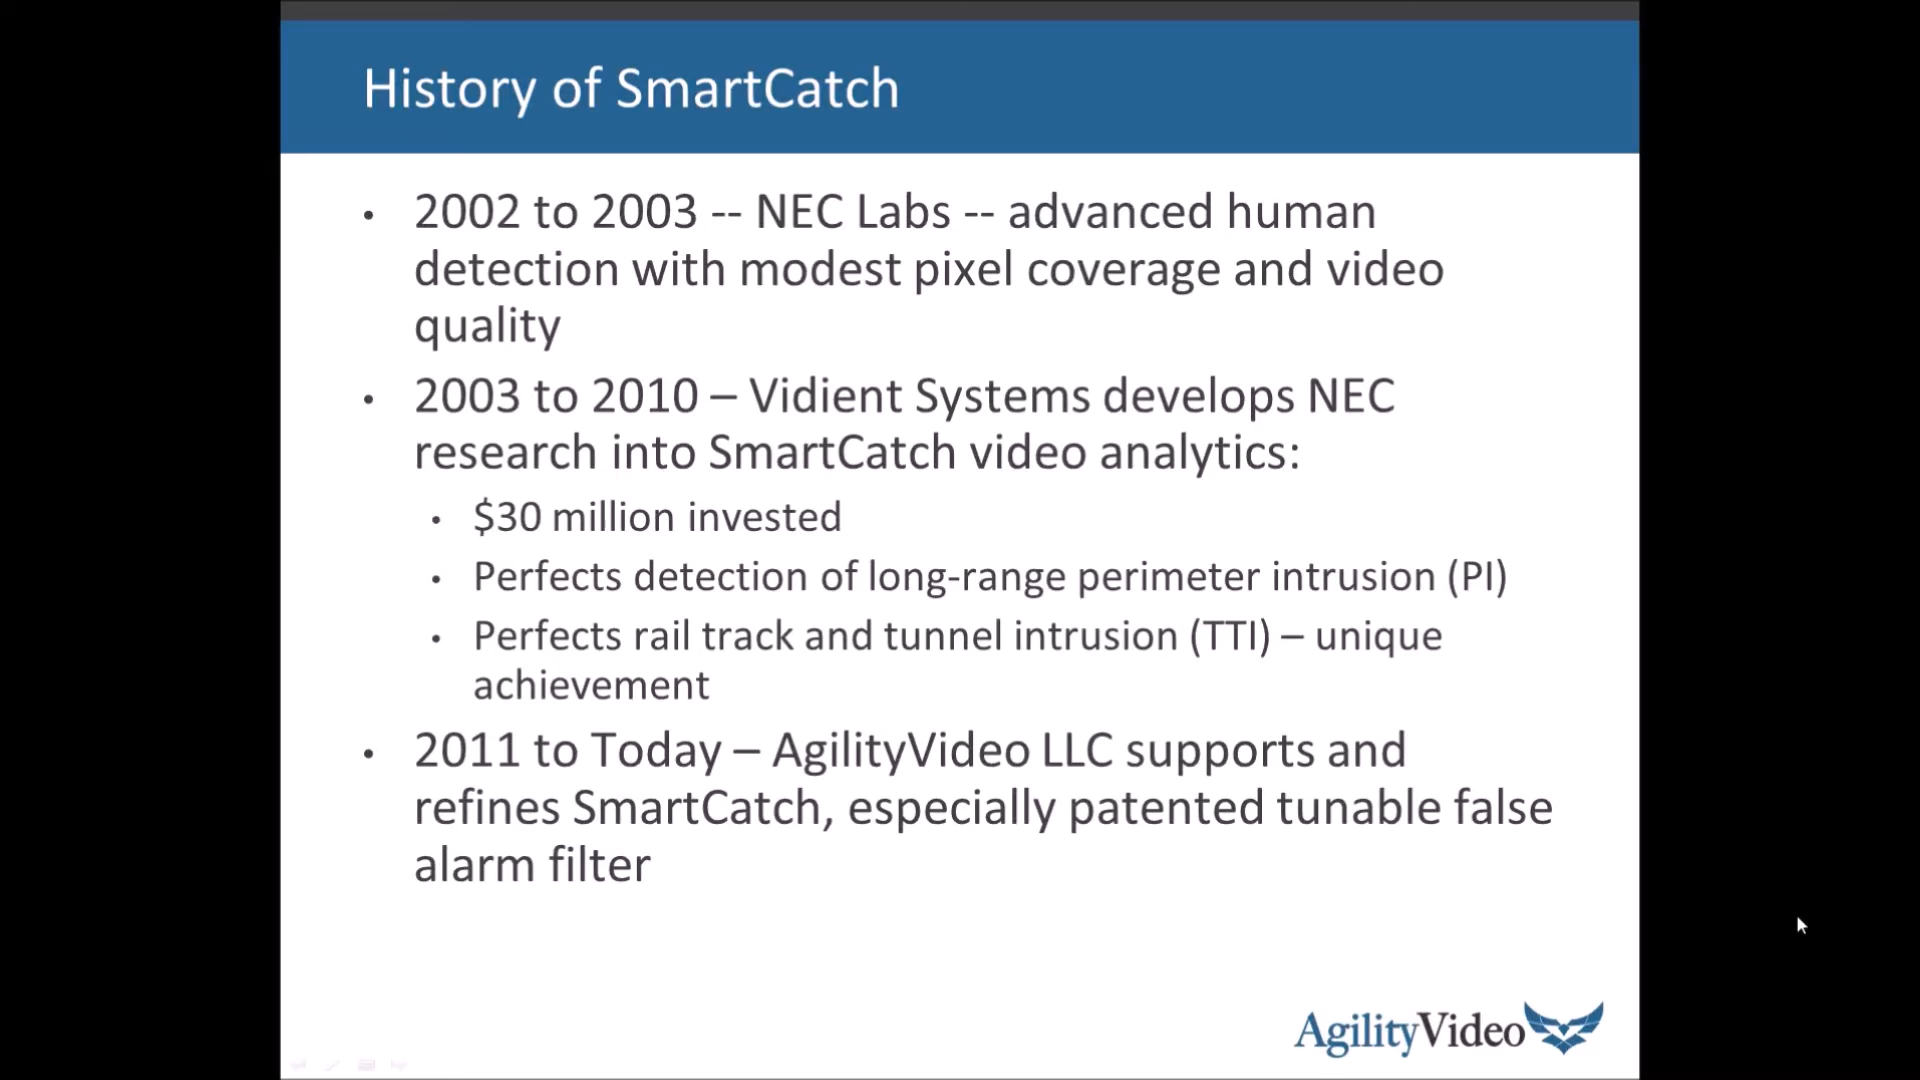 History of SmartCatch
• 2002 to 2003 -- NEC Labs -- advanced human
detection with modest pixel coverage and video
quality
• 2003 to 2010 – Vidient Systems develops NEC
research into SmartCatch video analytics:
• $30 million invested
• Perfects detection of long-range perimeter intrusion (PI)
• Perfects rail track and tunnel intrusion (TTI) – unique
achievement
• 2011 to Today – AgilityVideo LLC supports and
refines SmartCatch, especially patented tunable false
alarm filter
AgilityVideo